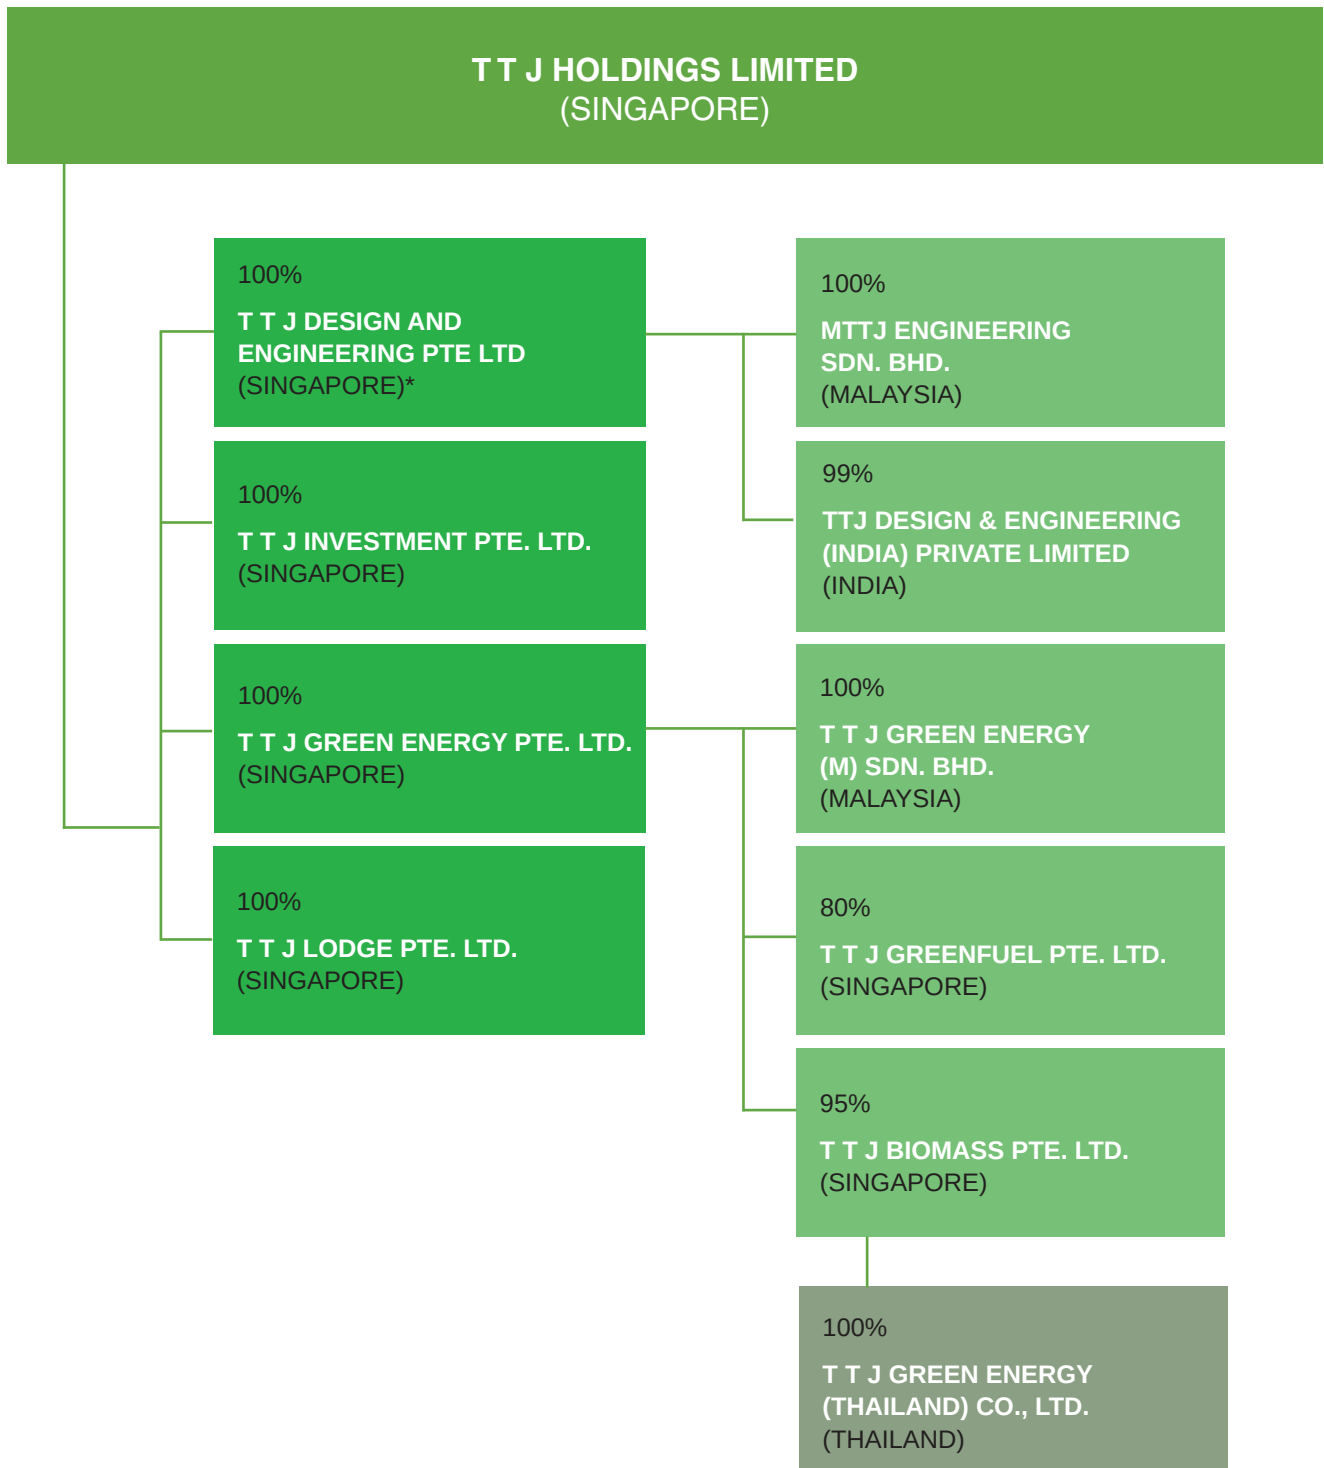 T T J HOLDINGS LIMITED
(SINGAPORE)
100%
T T J DESIGN AND
ENGINEERING PTE LTD
(SINGAPORE)*
100%
T T J INVESTMENT PTE. LTD.
(SINGAPORE)
100%
T T J GREEN ENERGY PTE. LTD.
(SINGAPORE)
100%
T T J LODGE PTE. LTD.
(SINGAPORE)
100%
MTTJ ENGINEERING
SDN. BHD.
(MALAYSIA)
99%
TTJ DESIGN & ENGINEERING
(INDIA) PRIVATE LIMITED
(INDIA)
100%
T T J GREEN ENERGY
(M) SDN. BHD.
(MALAYSIA)
80%
T T J GREENFUEL PTE. LTD.
(SINGAPORE)
95%
T T J BIOMASS PTE. LTD.
(SINGAPORE)
100%
T T J GREEN ENERGY
(THAILAND) CO., LTD.
(THAILAND)